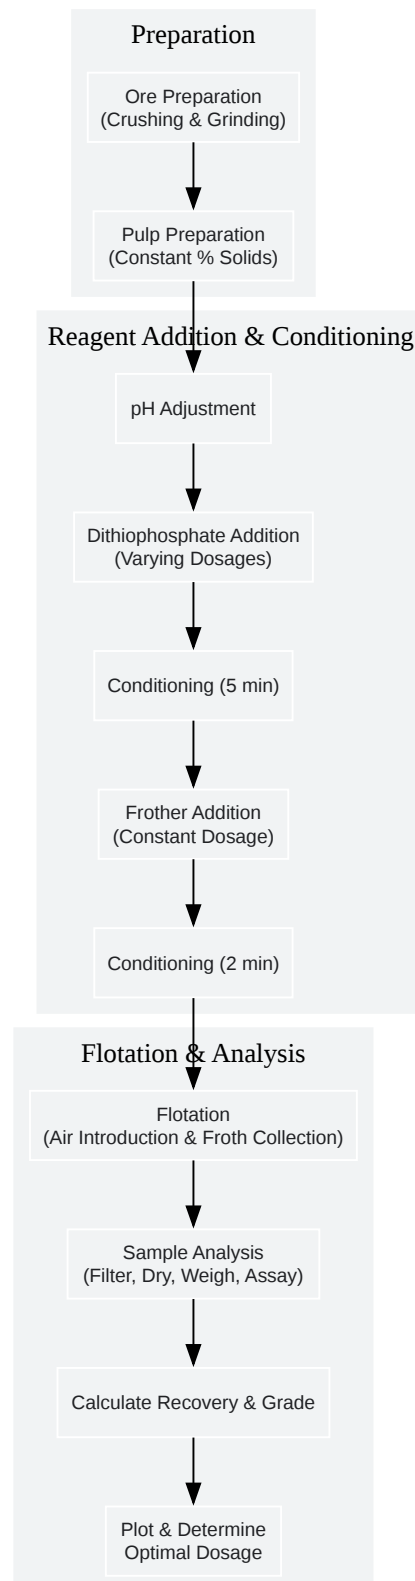 Preparation
Ore Preparation
(Crushing & Grinding)
Pulp Preparation
(Constant % Solids)
Reagent Addition & Conditioning
pH Adjustment
Dithiophosphate Addition
(Varying Dosages)
Conditioning (5 min)
Frother Addition
(Constant Dosage)
Conditioning (2 min)
Flotation & Analysis
Flotation
(Air Introduction & Froth Collection)
Sample Analysis
(Filter, Dry, Weigh, Assay)
Calculate Recovery & Grade
Plot & Determine
Optimal Dosage